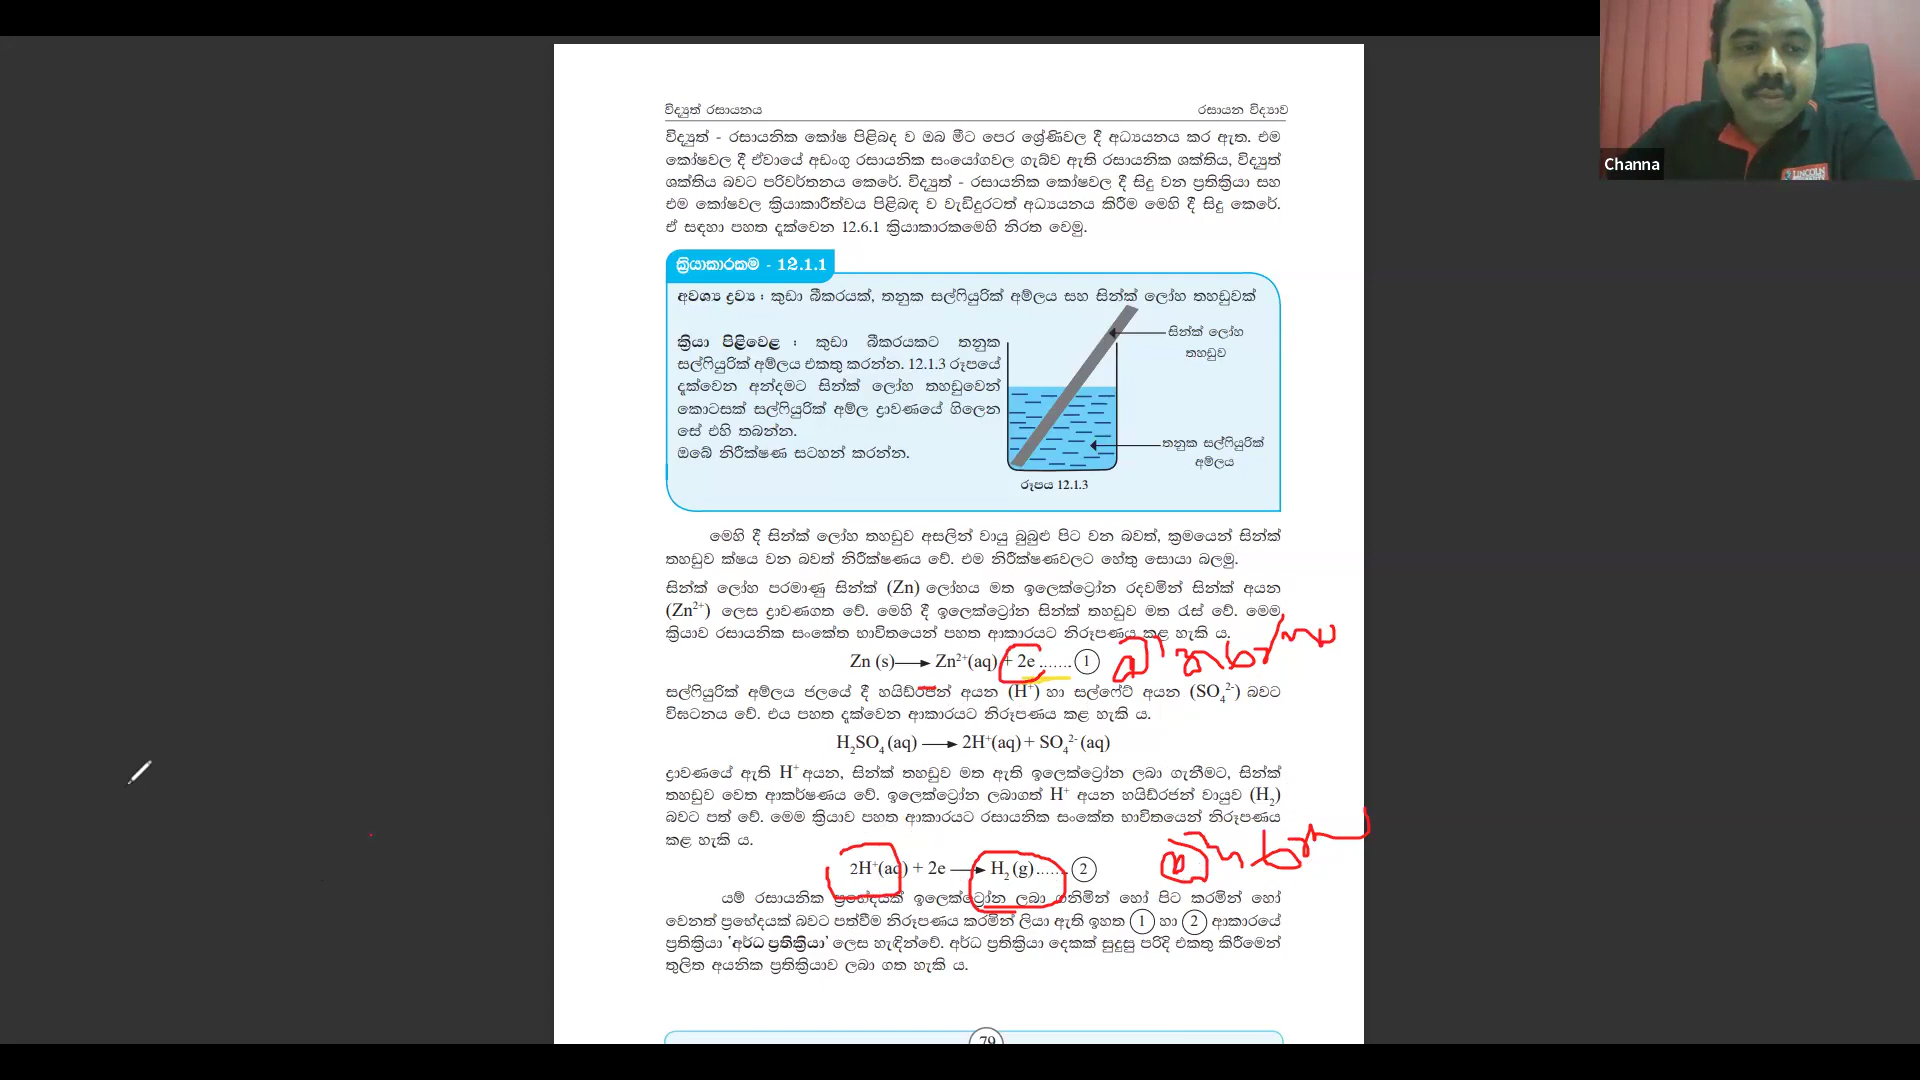 විද්‍යුත් රසායනය
රසායන විද්‍යාව
විද්‍යුත් - රසායනික කෝෂ පිළිබඳ ව ඔබ මීට පෙර ශ්‍රේණිවල දී අධ්‍යයනය කර ඇත. එම
කෝෂවල දී ඒවායේ අඩංගු රසායනික සංයෝගවල ගැබ්ව ඇති රසායනික ශක්තිය, විද්‍යුත්
ශක්තිය බවට පරිවර්තනය කෙරේ. විද්‍යුත් - රසායනික කෝෂවල දී සිදු වන ප්‍රතික්‍රියා සහ
එම කෝෂවල ක්‍රියාකාරීත්වය පිළිබඳ ව වැඩිදුරටත් අධ්‍යයනය කිරීම මෙහි දී සිදු කෙරේ.
ඒ සඳහා පහත දැක්වෙන 12.6.1 ක්‍රියාකාරකමෙහි නිරත වෙමු.
ක්‍රියාකාරකම - 12.1.1
අවශ්‍ය ද්‍රව්‍ය : කුඩා බීකරයක්, තනුක සල්ෆියුරික් අම්ලය සහ සින්ක් ලෝහ තහඩුවක්
ක්‍රියා පිළිවෙළ : කුඩා බීකරයකට තනුක
සල්ෆියුරික් අම්ලය එකතු කරන්න. 12.1.3 රූපයේ
දැක්වෙන අන්දමට සින්ක් ලෝහ තහඩුවෙන්
කොටසක් සල්ෆියුරික් අම්ල ද්‍රාවණයේ ගිලෙන
සේ එහි තබන්න.
ඔබේ නිරීක්ෂණ සටහන් කරන්න.
සින්ක් ලෝහ
තහඩුව
තනුක සල්ෆියුරික්
අම්ලය
රූපය 12.1.3
මෙහි දී සින්ක් ලෝහ තහඩුව අසලින් වායු බුබුළු පිට වන බවත්, ක්‍රමයෙන් සින්ක්
තහඩුව ක්ෂය වන බවත් නිරීක්ෂණය වේ. එම නිරීක්ෂණවලට හේතු සොයා බලමු.
සින්ක් ලෝහ පරමාණු සින්ක් (Zn) ලෝහය මත ඉලෙක්ට්‍රෝන රදවමින් සින්ක් අයන
(Zn²⁺) ලෙස ද්‍රාවණගත වේ. මෙහි දී ඉලෙක්ට්‍රෝන සින්ක් තහඩුව මත රැස් වේ. මෙම
ක්‍රියාව රසායනික සංකේත භාවිතයෙන් පහත ආකාරයට නිරූපණය කළ හැකි ය.
Zn (s) → Zn²⁺(aq) + 2e ....... ①
සල්ෆියුරික් අම්ලය ජලයේ දී හයිඩ්රජන් අයන (H⁺) හා සල්ෆේට් අයන (SO₄²⁻) බවට
විඝටනය වේ. එය පහත දැක්වෙන ආකාරයට නිරූපණය කළ හැකි ය.
H₂SO₄ (aq) → 2H⁺(aq) + SO₄²⁻ (aq)
ද්‍රාවණයේ ඇති H⁺ අයන, සින්ක් තහඩුව මත ඇති ඉලෙක්ට්‍රෝන ලබා ගැනීමට, සින්ක්
තහඩුව වෙත ආකර්ෂණය වේ. ඉලෙක්ට්‍රෝන ලබාගත් H⁺ අයන හයිඩ්රජන් වායුව (H₂)
බවට පත් වේ. මෙම ක්‍රියාව පහත ආකාරයට රසායනික සංකේත භාවිතයෙන් නිරූපණය
කළ හැකි ය.
2H⁺(aq) + 2e → H₂ (g) ...... ②
යම් රසායනික ප්‍රභේදයක් ඉලෙක්ට්‍රෝන ලබා ගනිමින් හෝ පිට කරමින් හෝ
වෙනත් ප්‍රභේදයක් බවට පත්වීම නිරූපණය කරමින් ලියා ඇති ඉහත ① හා ② ආකාරයේ
ප්‍රතික්‍රියා 'අර්ධ ප්‍රතික්‍රියා' ලෙස හැඳින්වේ. අර්ධ ප්‍රතික්‍රියා දෙකක් සුදුසු පරිදි එකතු කිරීමෙන්
තුලිත අයනික ප්‍රතික්‍රියාව ලබා ගත හැකි ය.
79
Channa
LINCOLN